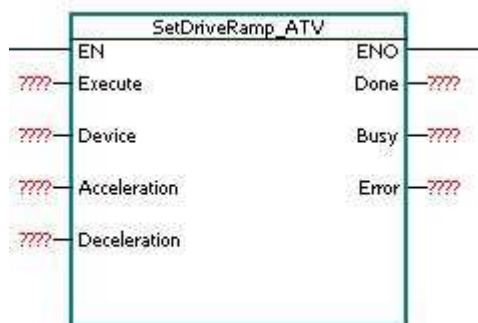 SetDriveRamp_ATV
EN ENO
???? Execute Done ????
???? Device Busy ????
???? Acceleration Error ????
???? Deceleration